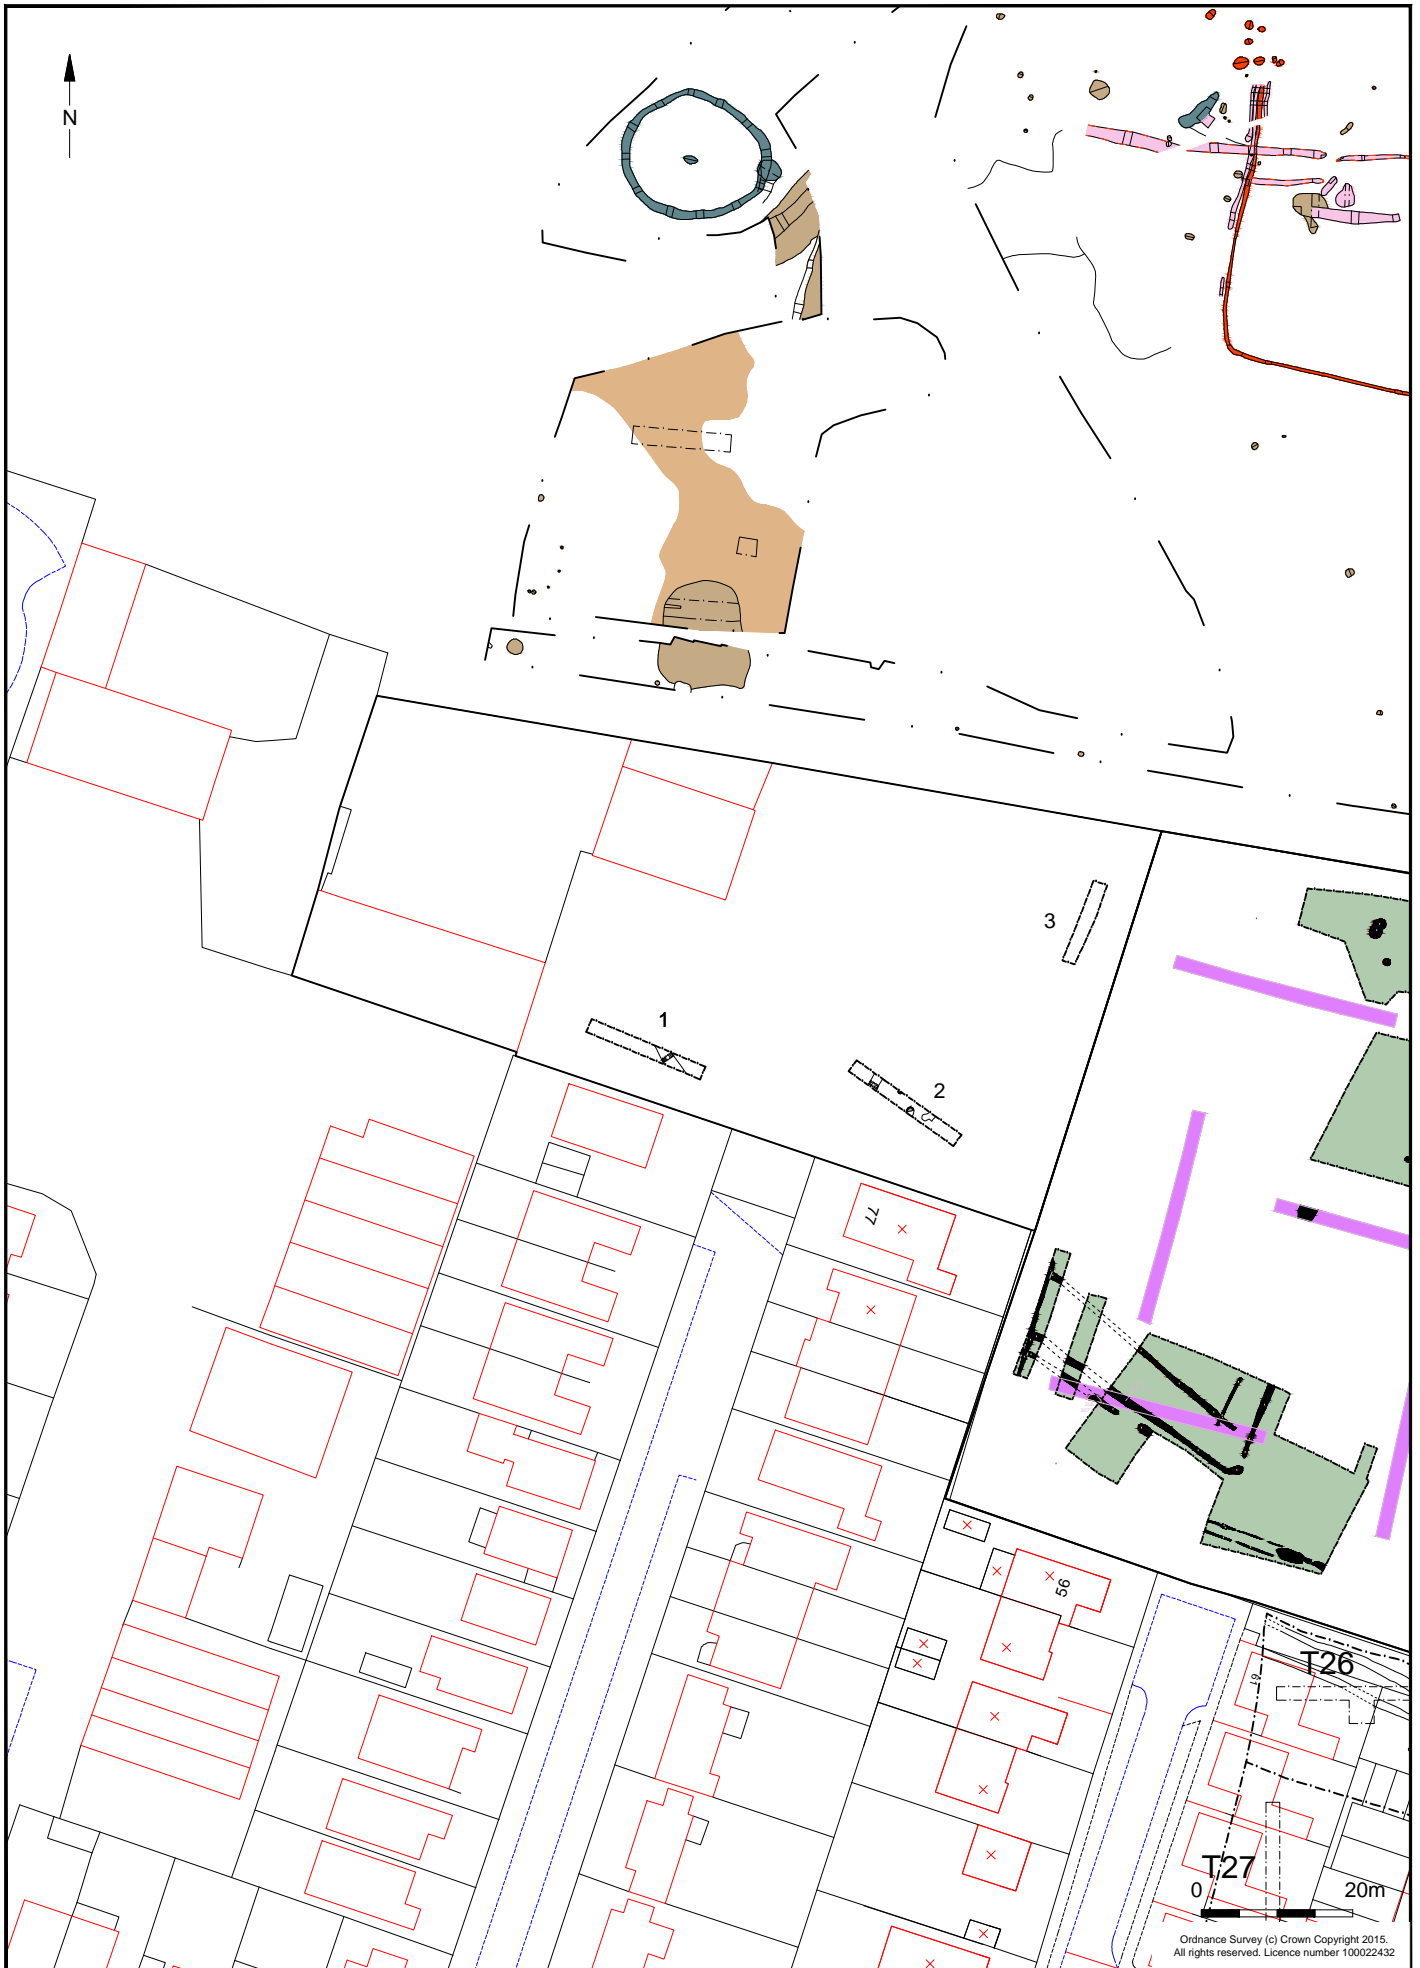 N
3
1
2
77
56
61
T26
T27
0 20m
Ordnance Survey (c) Crown Copyright 2015.
All rights reserved. Licence number 100022432